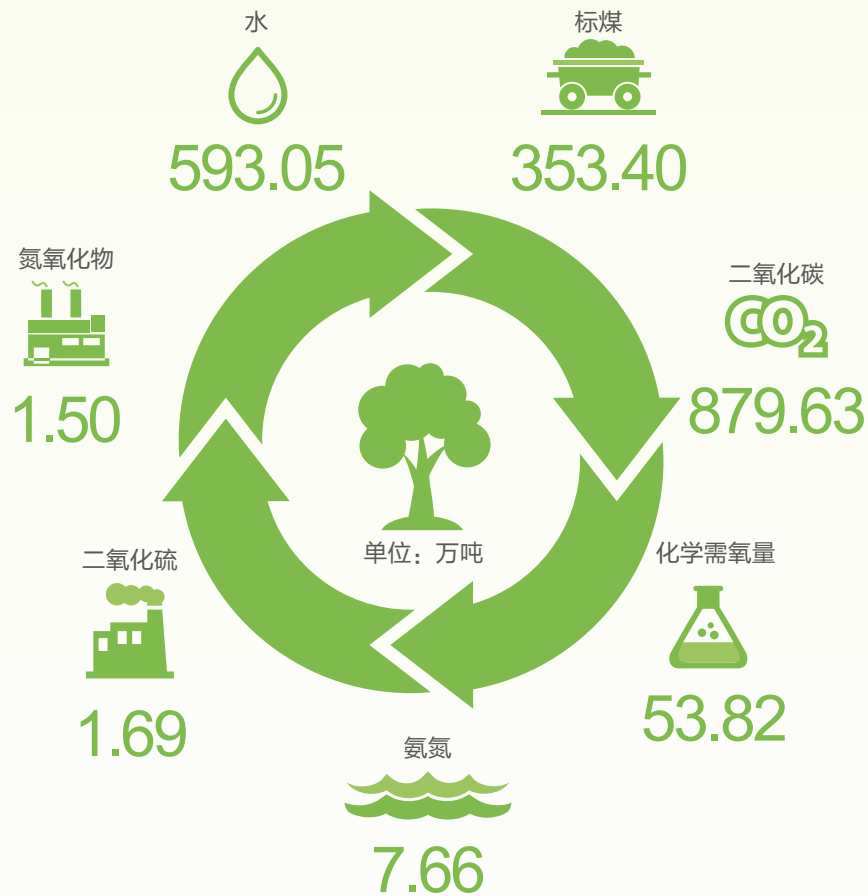 水
593.05
标煤
353.40
二氧化碳
CO2
879.63
化学需氧量
53.82
氨氮
7.66
二氧化硫
1.69
氮氧化物
1.50
单位：万吨